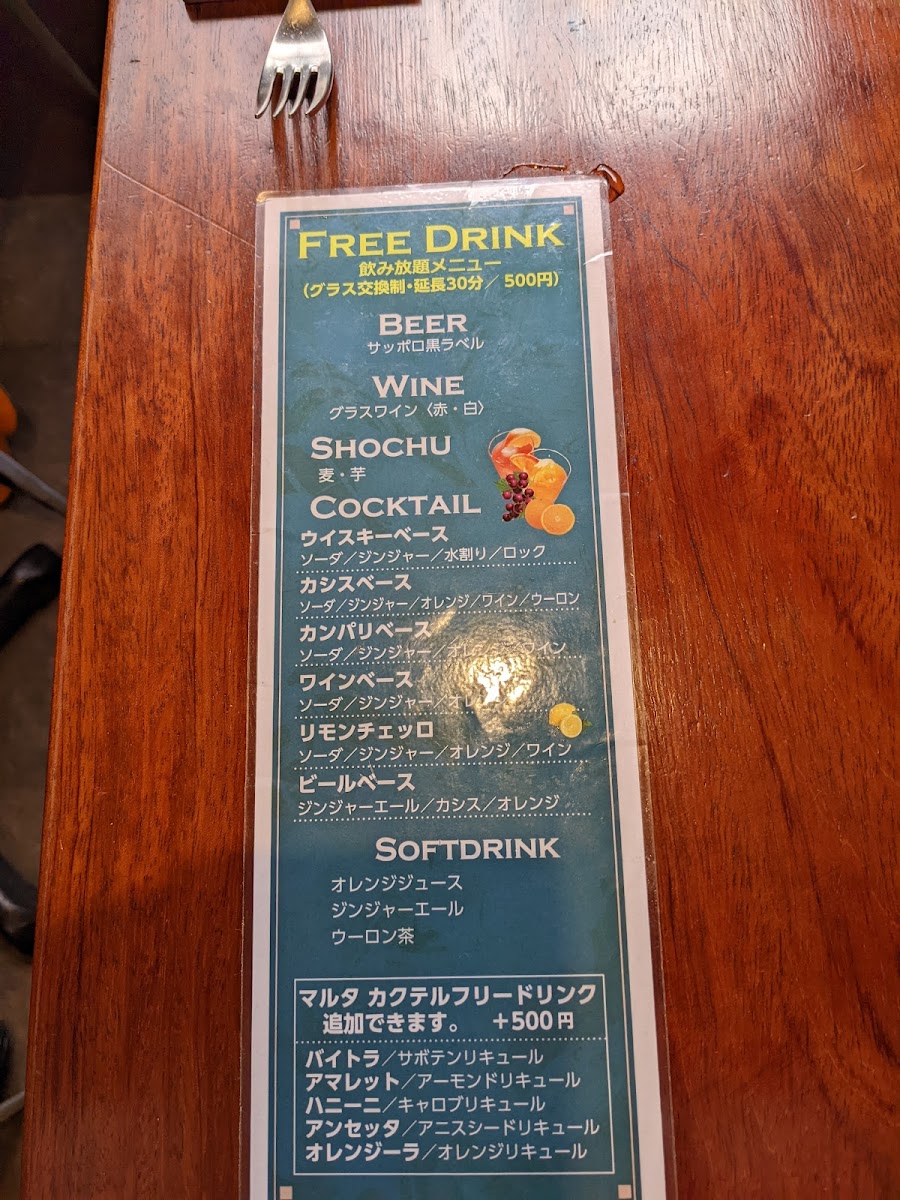 FREE DRINK
飲み放題メニュー
(グラス交換制・延長30分／ 500円)
BEER
サッポロ黒ラベル
WINE
グラスワイン〈赤・白〉
SHOCHU
麦・芋
COCKTAIL
ウイスキーベース
ソーダ／ジンジャー／水割り／ロック
カシスベース
ソーダ／ジンジャー／オレンジ／ワイン／ウーロン
カンパリベース
ソーダ／ジンジャー／オレンジ／ワイン
ワインベース
ソーダ／ジンジャー／
リモンチェッロ
ソーダ／ジンジャー／オレンジ／ワイン
ビールベース
ジンジャーエール／カシス／オレンジ
SOFTDRINK
オレンジジュース
ジンジャーエール
ウーロン茶
マルタ カクテルフリードリンク
追加できます。 +500円
バイトラ／サボテンリキュール
アマレット／アーモンドリキュール
ハニーニ／キャロブリキュール
アンセッタ／アニスシードリキュール
オレンジーラ／オレンジリキュール